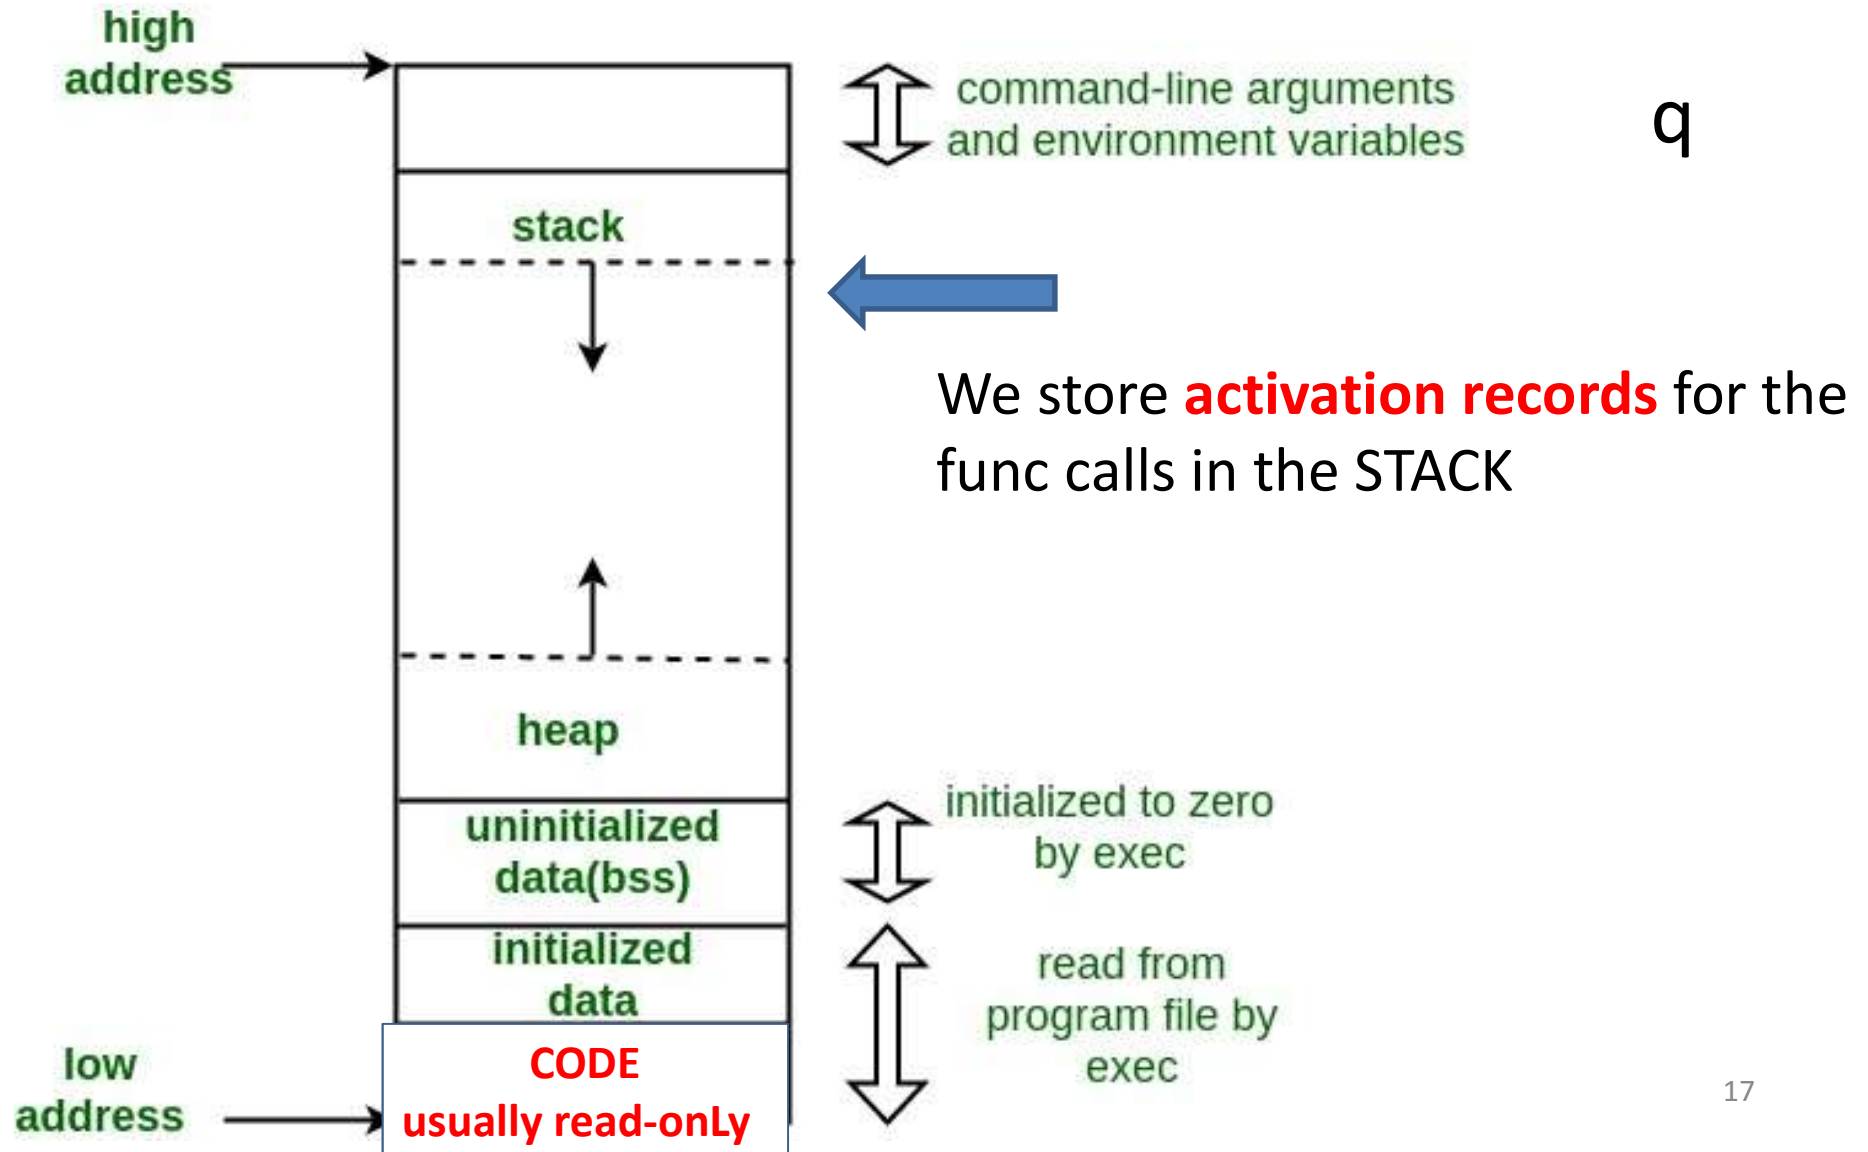 high
address
command-line arguments
and environment variables
q
stack
We store activation records for the
func calls in the STACK
heap
uninitialized
data(bss)
initialized to zero
by exec
initialized
data
read from
program file by
exec
CODE
usually read-onLy
low
address
17